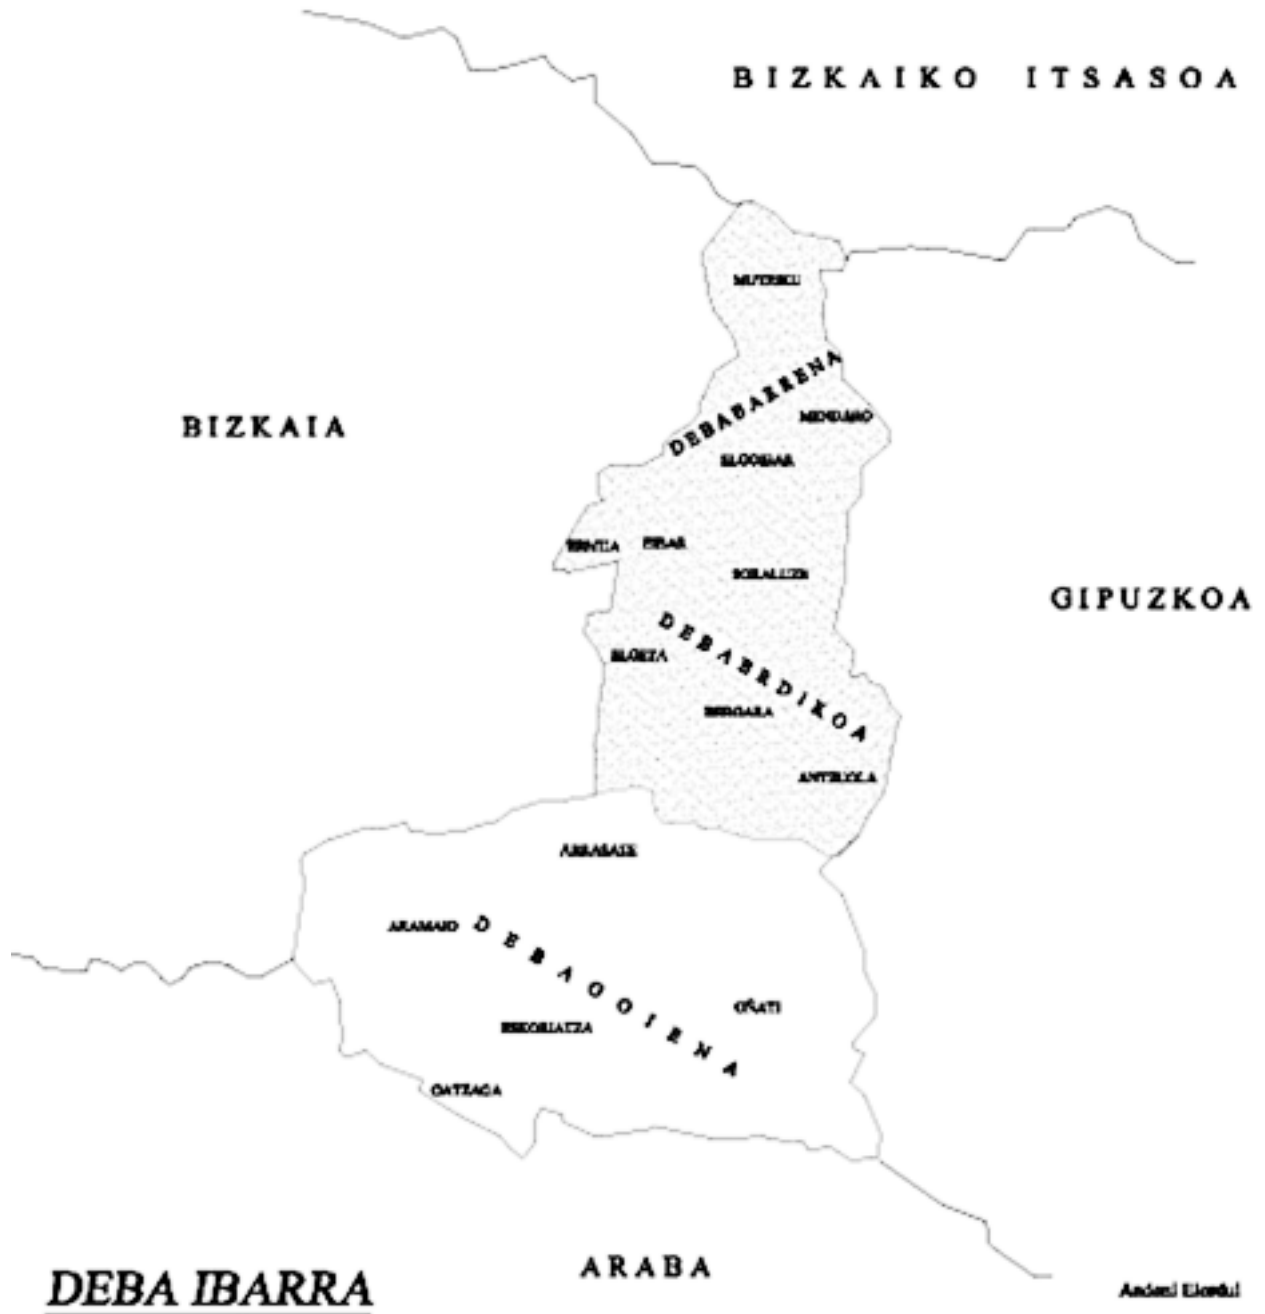 BIZKAIKO ITSASOA
MUTRIKU
DEBABARRENA
MENDARO
BIZKAIA
ELGOIBAR
ERMUA
EIBAR
SORALUZE
GIPUZKOA
DEBAERDIKOA
ELGETA
BERGARA
ANTZUOLA
ARRASATE
ARAMAIO
DEBAGOIENA
OÑATI
ESKORIATZA
GATZAGA
ARABA
DEBA IBARRA